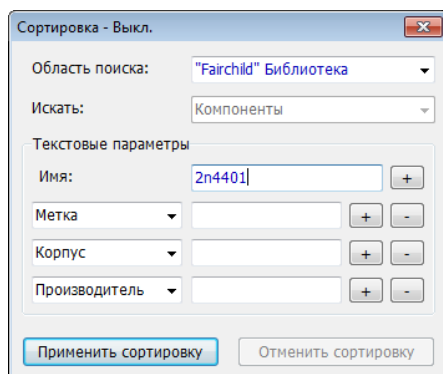 Сортировка - Выкл.
Область поиска: "Fairchild" Библиотека
Искать: Компоненты
Текстовые параметры
Имя: 2n4401 +
Метка + -
Корпус + -
Производитель + -
Применить сортировку Отменить сортировку